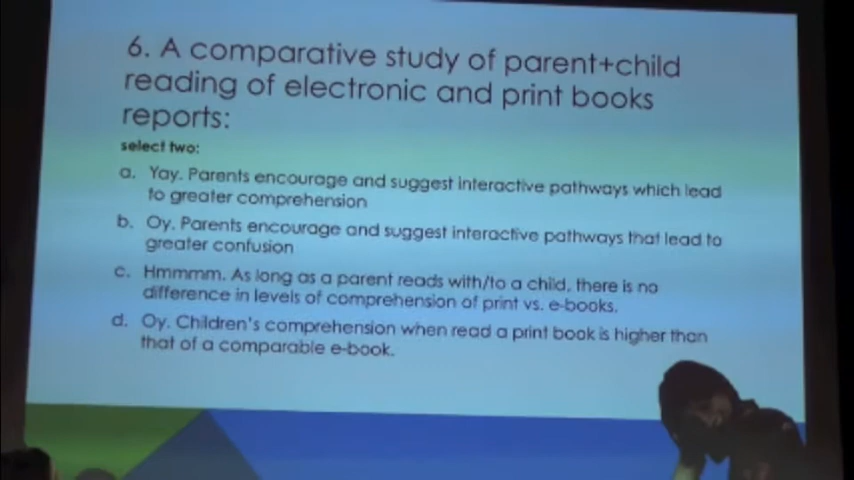 6. A comparative study of parent+child
reading of electronic and print books
reports:
select two:
a. Yay. Parents encourage and suggest interactive pathways which lead
to greater comprehension
b. Oy. Parents encourage and suggest interactive pathways that lead to
greater confusion
c. Hmmmm. As long as a parent reads with/to a child, there is no
difference in levels of comprehension of print vs. e-books.
d. Oy. Children's comprehension when read a print book is higher than
that of a comparable e-book.